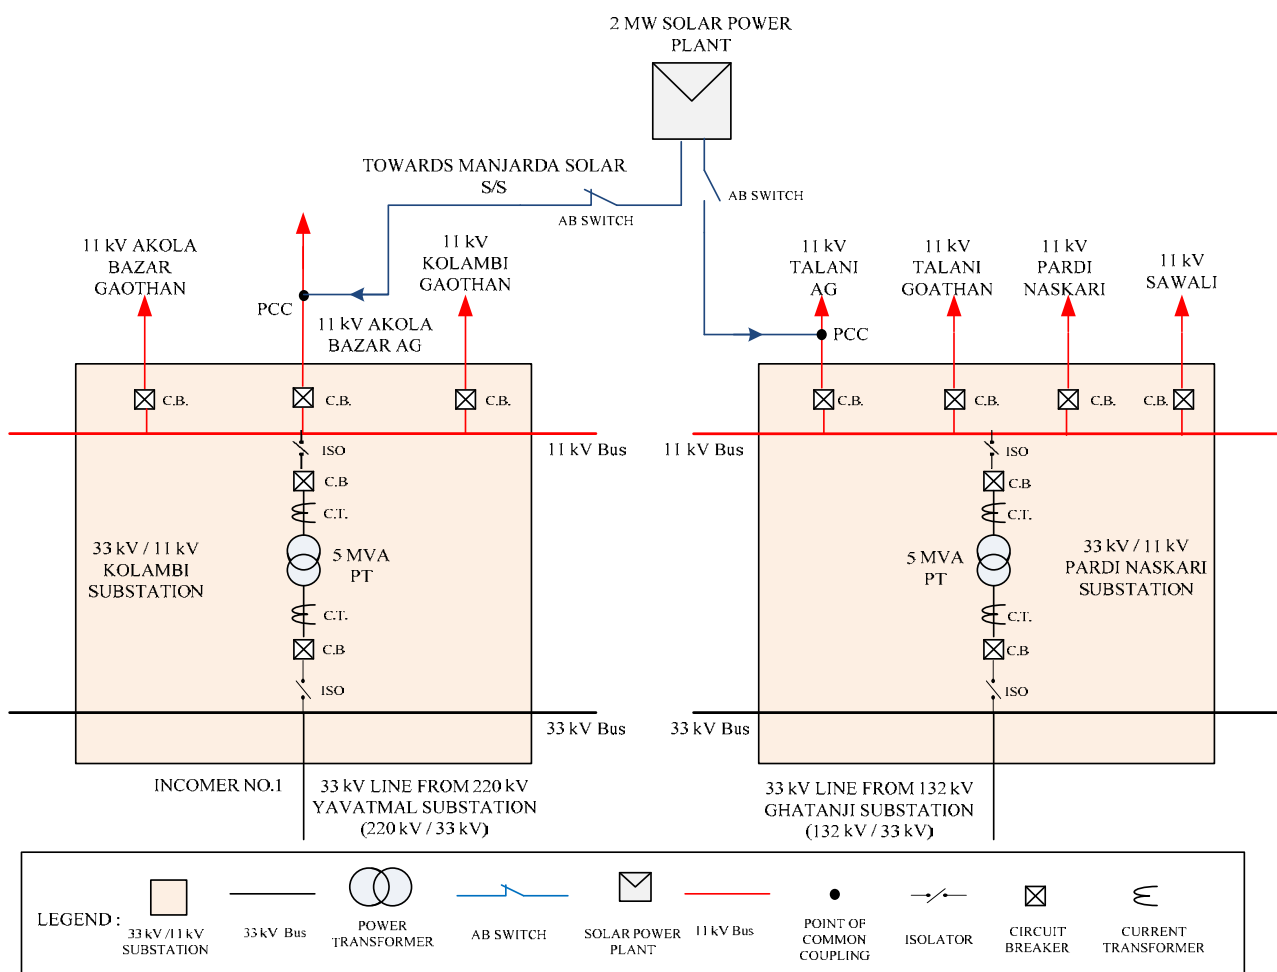 2 MW SOLAR POWER
PLANT
TOWARDS MANJARDA SOLAR
S/S
AB SWITCH
AB SWITCH
11 kV AKOLA
BAZAR
GAOTHAN
11 kV
KOLAMBI
GAOTHAN
PCC
11 kV AKOLA
BAZAR AG
11 kV
TALANI
AG
11 kV
TALANI
GOATHAN
11 kV
PARDI
NASKARI
11 kV
SAWALI
PCC
C.B.
C.B.
C.B.
C.B.
C.B.
C.B.
C.B.
11 kV Bus
11 kV Bus
ISO
C.B
C.T.
33 kV / 11 kV
KOLAMBI
SUBSTATION
5 MVA
PT
C.T.
C.B
ISO
33 kV Bus
ISO
C.B
C.T.
5 MVA
PT
33 kV / 11 kV
PARDI NASKARI
SUBSTATION
C.T.
C.B
ISO
33 kV Bus
INCOMER NO.1
33 kV LINE FROM 220 kV
YAVATMAL SUBSTATION
(220 kV / 33 kV)
33 kV LINE FROM 132 kV
GHATANJI SUBSTATION
(132 kV / 33 kV)
LEGEND :
33 kV /11 kV
SUBSTATION
33 kV Bus
POWER
TRANSFORMER
AB SWITCH
SOLAR POWER
PLANT
11 kV Bus
POINT OF
COMMON
COUPLING
ISOLATOR
CIRCUIT
BREAKER
CURRENT
TRANSFORMER